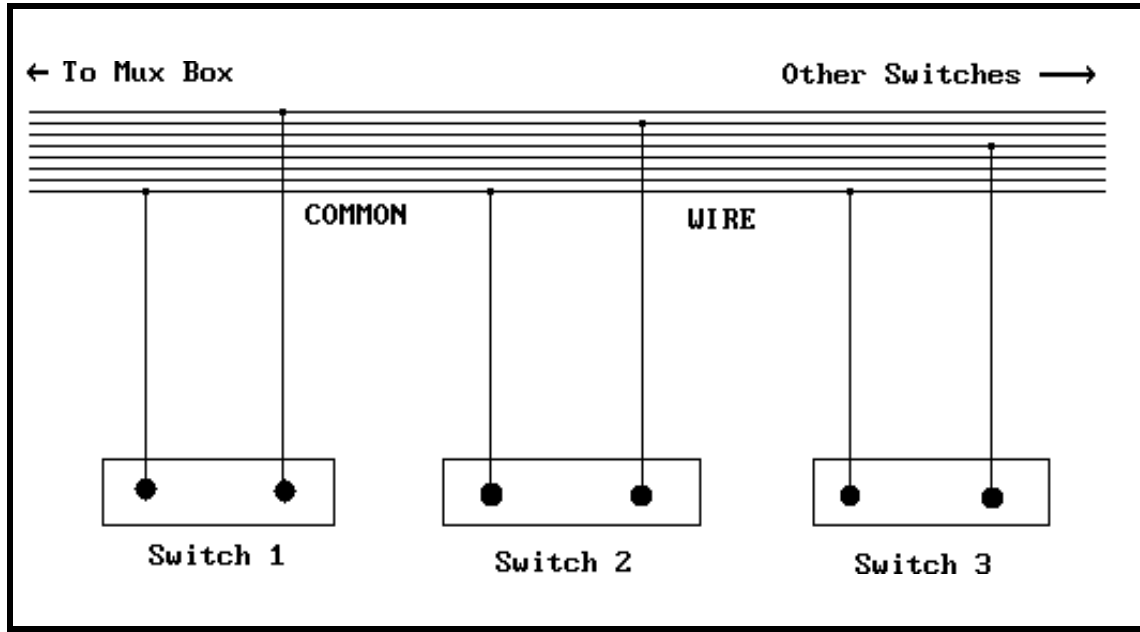 ← To Mux Box
Other Switches →
COMMON WIRE
Switch 1
Switch 2
Switch 3